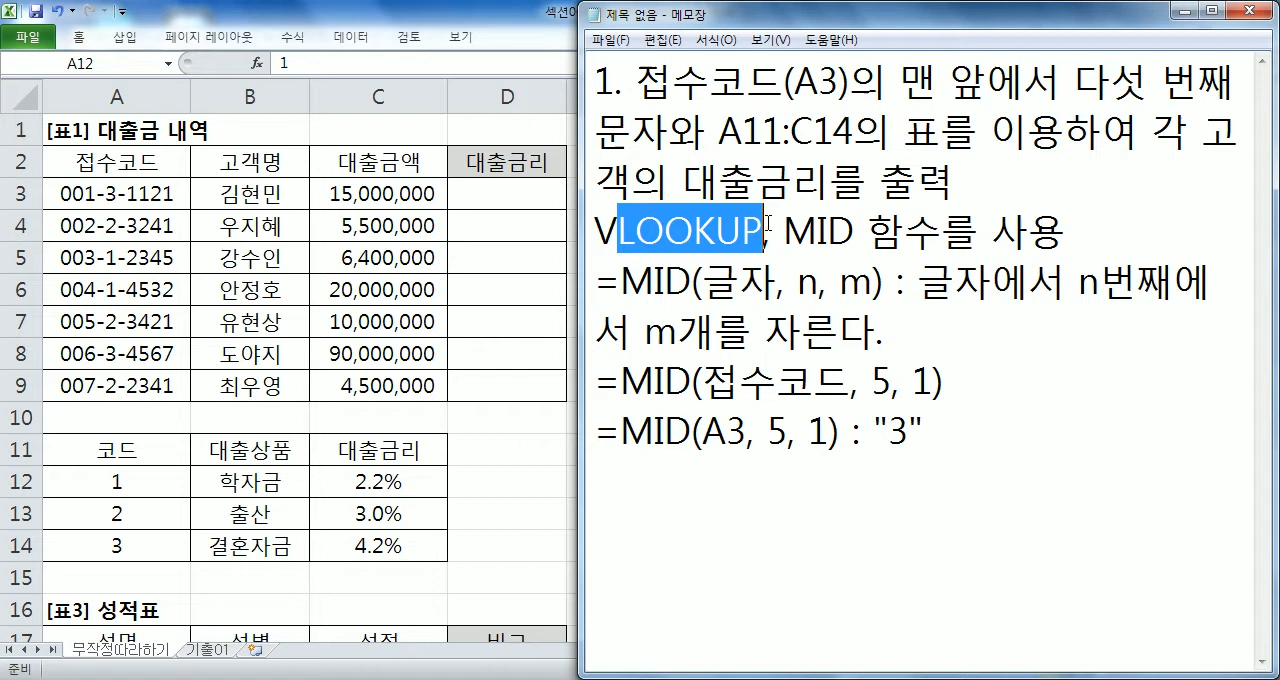 섹션0
파일 홈 삽입 페이지 레이아웃 수식 데이터 검토 보기
A12 fx 1
A B C D
1 [표1] 대출금 내역
2 접수코드 고객명 대출금액 대출금리
3 001-3-1121 김현민 15,000,000
4 002-2-3241 우지혜 5,500,000
5 003-1-2345 강수인 6,400,000
6 004-1-4532 안정호 20,000,000
7 005-2-3421 유현상 10,000,000
8 006-3-4567 도야지 90,000,000
9 007-2-2341 최우영 4,500,000
10
11 코드 대출상품 대출금리
12 1 학자금 2.2%
13 2 출산 3.0%
14 3 결혼자금 4.2%
15
16 [표3] 성적표
17 성명 성별 성적 비고
무작정따라하기 기출01
준비
제목 없음 - 메모장
파일(F) 편집(E) 서식(O) 보기(V) 도움말(H)
1. 접수코드(A3)의 맨 앞에서 다섯 번째
문자와 A11:C14의 표를 이용하여 각 고
객의 대출금리를 출력
VLOOKUP, MID 함수를 사용
=MID(글자, n, m) : 글자에서 n번째에
서 m개를 자른다.
=MID(접수코드, 5, 1)
=MID(A3, 5, 1) : "3"